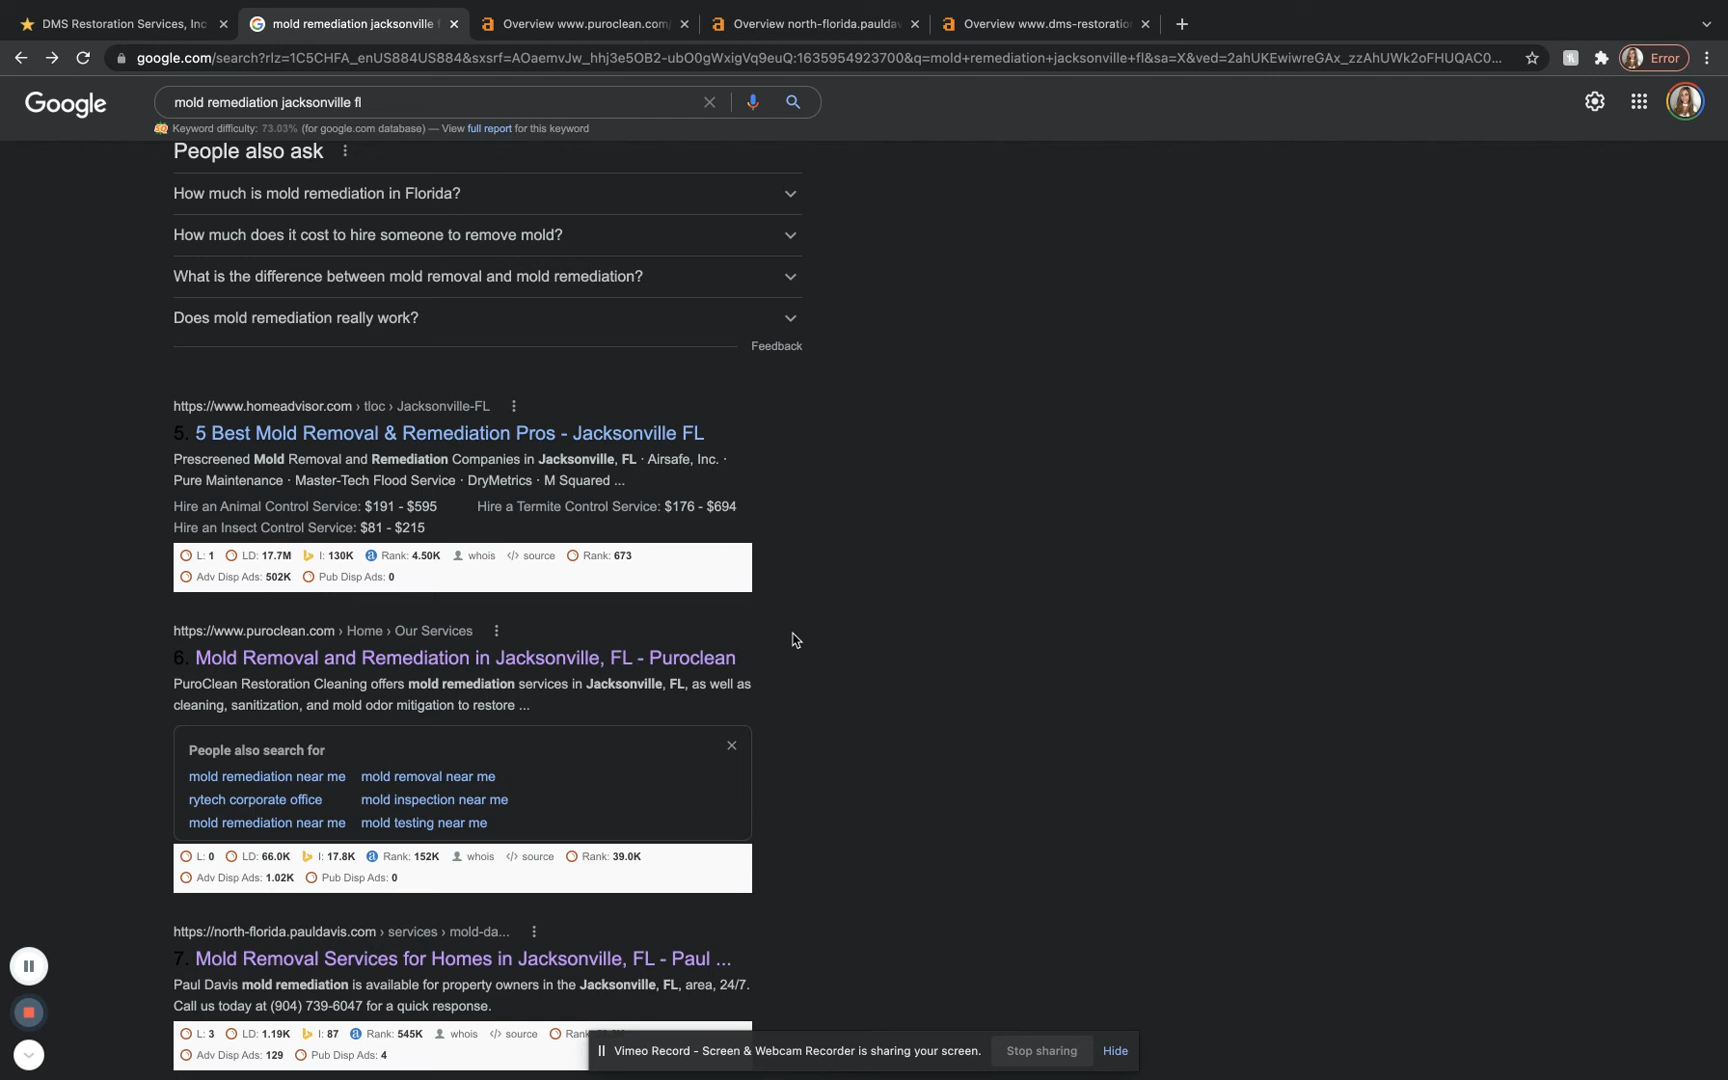 DMS Restoration Services, Inc
mold remediation jacksonville f
Overview www.puroclean.com/
Overview north-florida.paulda
Overview www.dms-restoratio
google.com/search?rlz=1C5CHFA_enUS884US884&sxsrf=AOaemvJw_hhj3e5OB2-ubO0gWxigVq9euQ:1635954923700&q=mold+remediation+jacksonville+fl&sa=X&ved=2ahUKEwiwreGAx_zzAhUWk2oFHUQAC0...
Error
Google
mold remediation jacksonville fl
Keyword difficulty: 73.03% (for google.com database) — View full report for this keyword
People also ask
How much is mold remediation in Florida?
How much does it cost to hire someone to remove mold?
What is the difference between mold removal and mold remediation?
Does mold remediation really work?
Feedback
https://www.homeadvisor.com › tloc › Jacksonville-FL
5. 5 Best Mold Removal & Remediation Pros - Jacksonville FL
Prescreened Mold Removal and Remediation Companies in Jacksonville, FL · Airsafe, Inc. ·
Pure Maintenance · Master-Tech Flood Service · DryMetrics · M Squared ...
Hire an Animal Control Service: $191 - $595 Hire a Termite Control Service: $176 - $694
Hire an Insect Control Service: $81 - $215
L: 1 LD: 17.7M I: 130K Rank: 4.50K whois </> source Rank: 673
Adv Disp Ads: 502K Pub Disp Ads: 0
https://www.puroclean.com › Home › Our Services
6. Mold Removal and Remediation in Jacksonville, FL - Puroclean
PuroClean Restoration Cleaning offers mold remediation services in Jacksonville, FL, as well as
cleaning, sanitization, and mold odor mitigation to restore ...
People also search for
mold remediation near me mold removal near me
rytech corporate office mold inspection near me
mold remediation near me mold testing near me
L: 0 LD: 66.0K I: 17.8K Rank: 152K whois </> source Rank: 39.0K
Adv Disp Ads: 1.02K Pub Disp Ads: 0
https://north-florida.pauldavis.com › services › mold-da...
7. Mold Removal Services for Homes in Jacksonville, FL - Paul ...
Paul Davis mold remediation is available for property owners in the Jacksonville, FL, area, 24/7.
Call us today at (904) 739-6047 for a quick response.
L: 3 LD: 1.19K I: 87 Rank: 545K whois </> source Rank
Adv Disp Ads: 129 Pub Disp Ads: 4
Vimeo Record - Screen & Webcam Recorder is sharing your screen. Stop sharing Hide